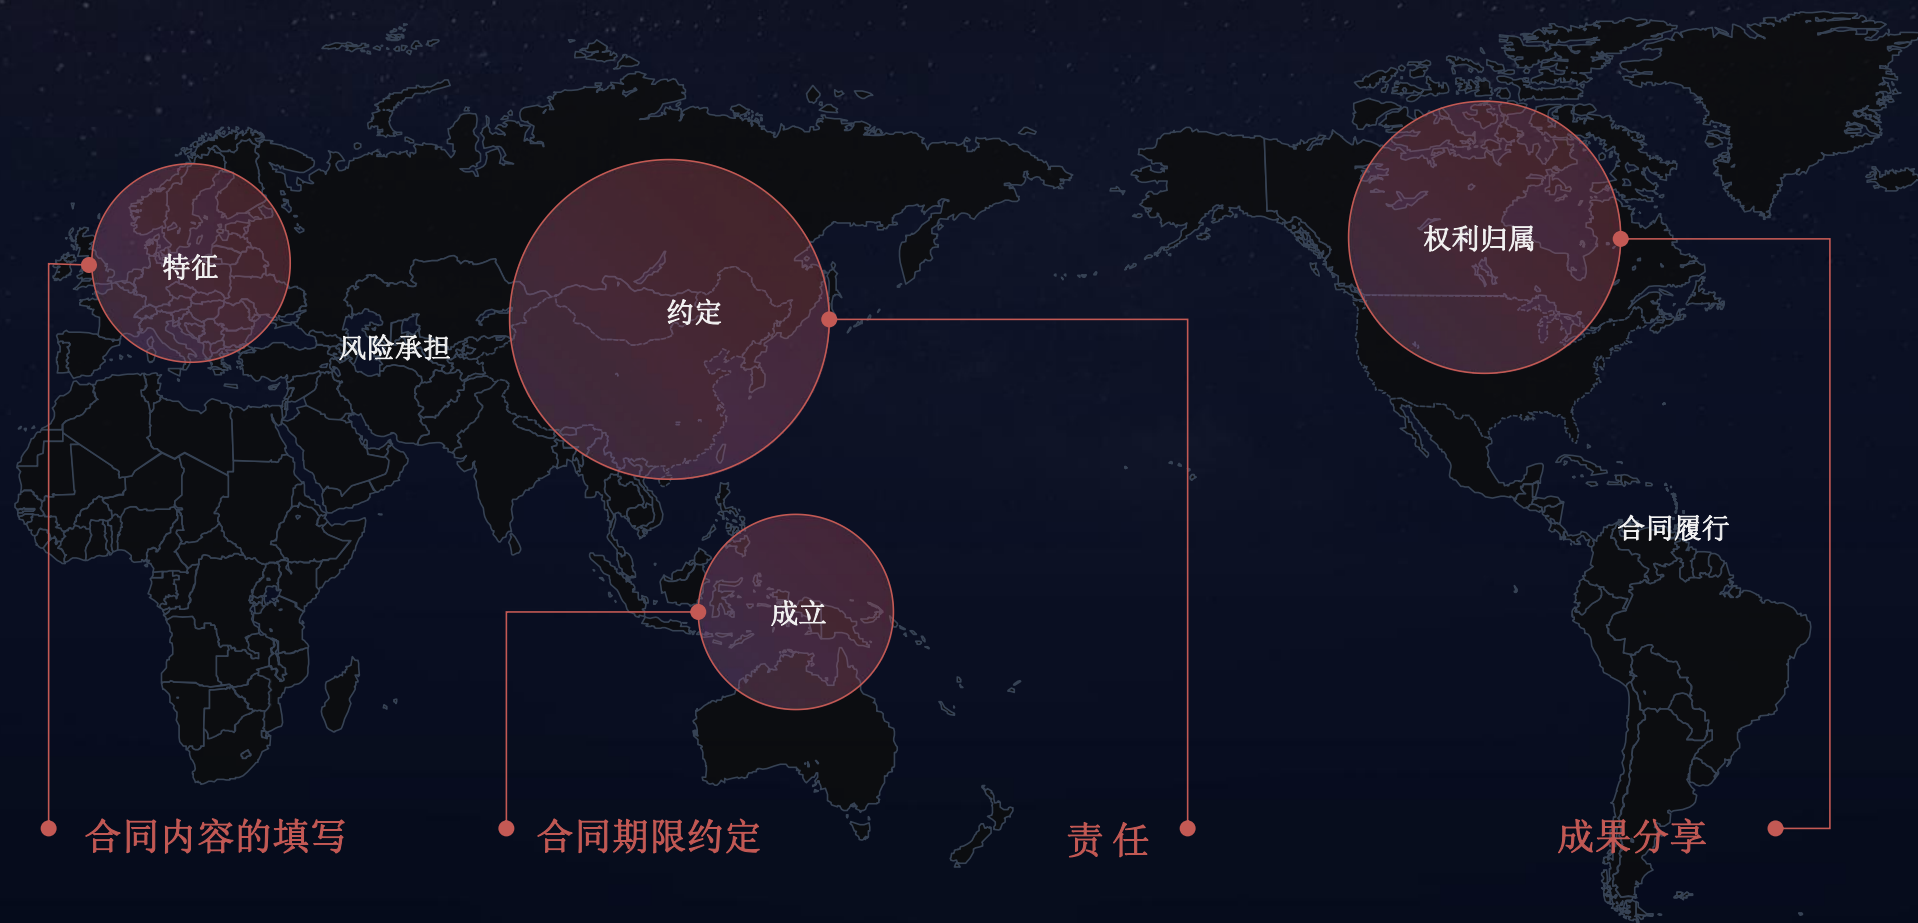 权利归属
特征
约定
风险承担
合同履行
成立
合同内容的填写
合同期限约定
责任
成果分享